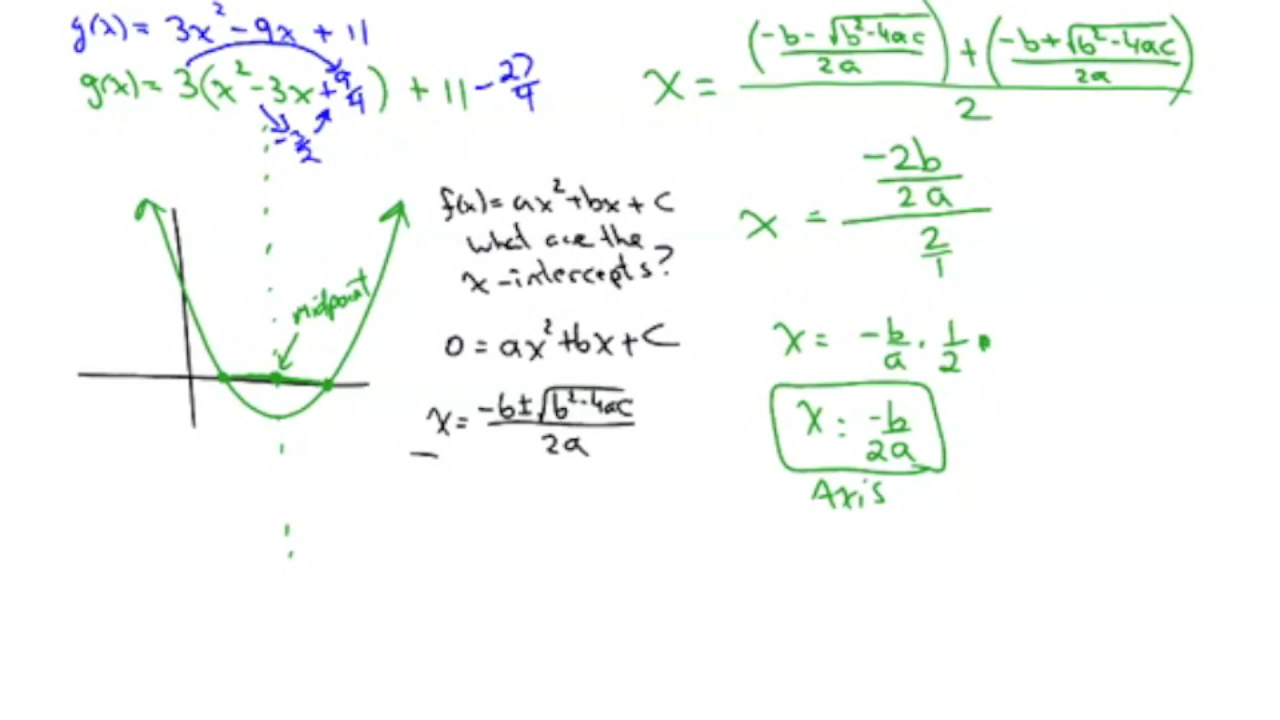 g(x) = 3x² - 9x + 11
g(x) = 3(x² - 3x + 9/4) + 11 - 27/4
-3/2
midpoint
f(x) = ax² + bx + c
what are the
x-intercepts?
0 = ax² + bx + c
x = (-b ± √(b² - 4ac))/(2a)
x = (((-b - √(b² - 4ac))/(2a)) + ((-b + √(b² - 4ac))/(2a)))/2
x = (-2b/2a)/(2/1)
x = -b/a · 1/2
x = -b/2a
Axis